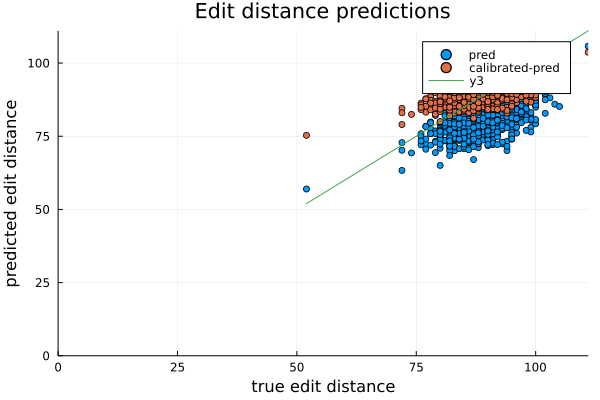 Edit distance predictions
pred
calibrated-pred
y3
predicted edit distance
100
75
50
25
0
0 25 50 75 100
true edit distance